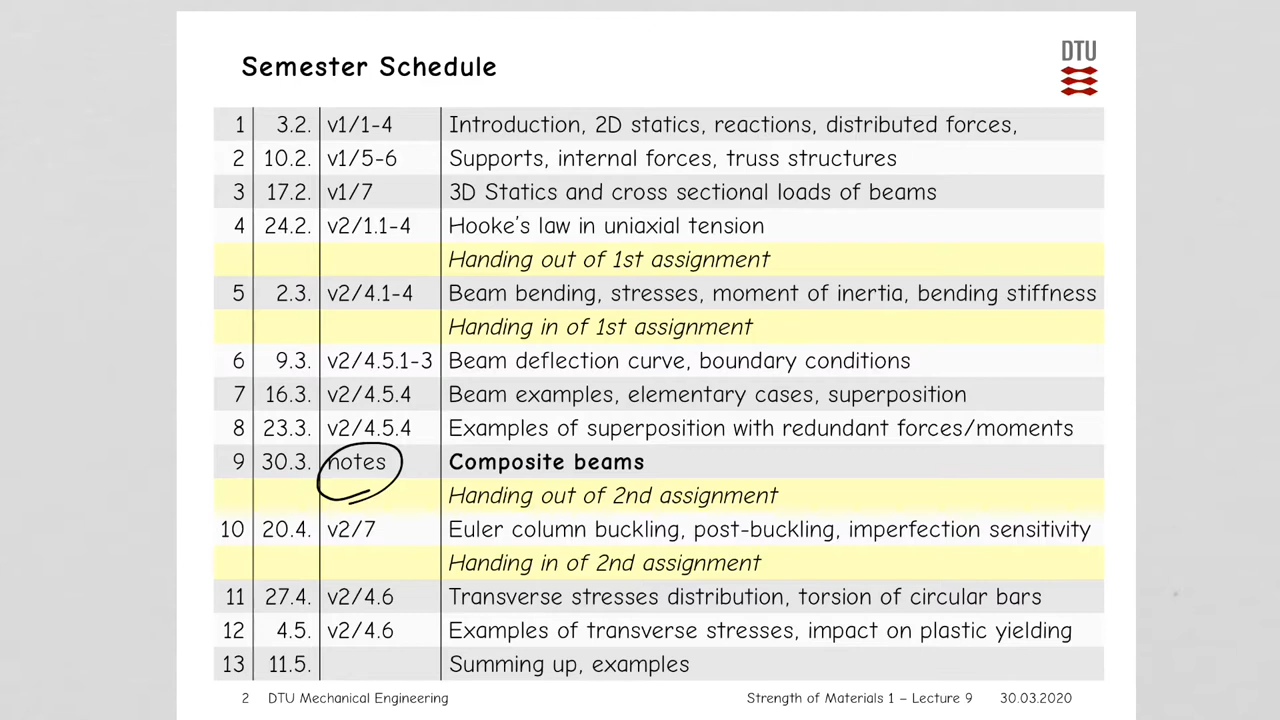 Semester Schedule
DTU
1 3.2. v1/1-4 Introduction, 2D statics, reactions, distributed forces,
2 10.2. v1/5-6 Supports, internal forces, truss structures
3 17.2. v1/7 3D Statics and cross sectional loads of beams
4 24.2. v2/1.1-4 Hooke's law in uniaxial tension
Handing out of 1st assignment
5 2.3. v2/4.1-4 Beam bending, stresses, moment of inertia, bending stiffness
Handing in of 1st assignment
6 9.3. v2/4.5.1-3 Beam deflection curve, boundary conditions
7 16.3. v2/4.5.4 Beam examples, elementary cases, superposition
8 23.3. v2/4.5.4 Examples of superposition with redundant forces/moments
9 30.3. notes Composite beams
Handing out of 2nd assignment
10 20.4. v2/7 Euler column buckling, post-buckling, imperfection sensitivity
Handing in of 2nd assignment
11 27.4. v2/4.6 Transverse stresses distribution, torsion of circular bars
12 4.5. v2/4.6 Examples of transverse stresses, impact on plastic yielding
13 11.5. Summing up, examples
2 DTU Mechanical Engineering Strength of Materials 1 – Lecture 9 30.03.2020